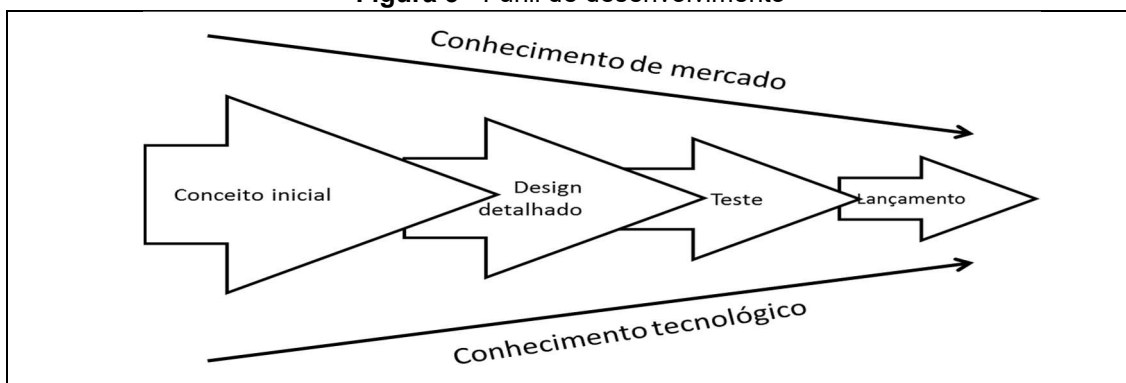 Conhecimento de mercado
Conceito inicial
Design
detalhado
Teste
Lançamento
Conhecimento tecnológico